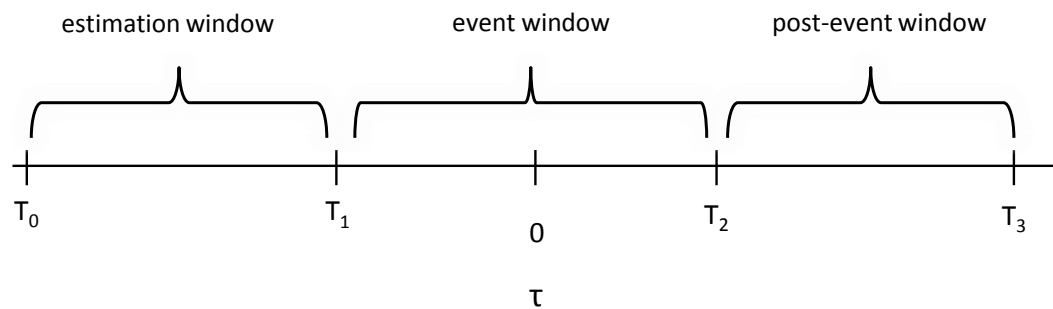 estimation window event window post-event window
T₀ T₁ T₂ T₃
0
τ